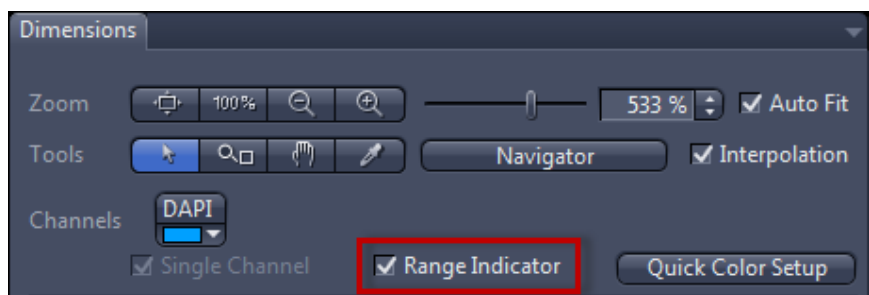 Dimensions
Zoom 100% 533 % Auto Fit
Tools Navigator Interpolation
Channels DAPI
Single Channel Range Indicator Quick Color Setup